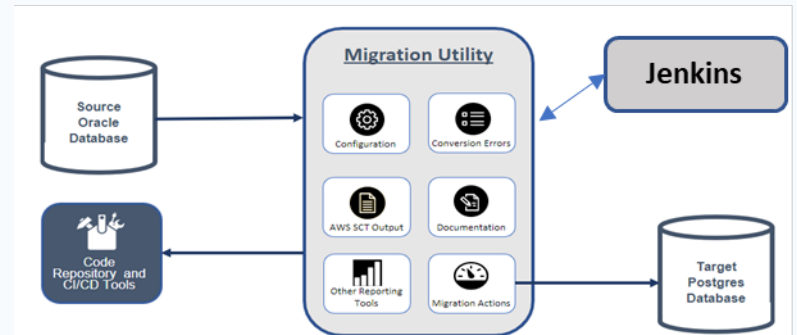 Migration Utility
Jenkins
Source
Oracle
Database
Configuration
Conversion Errors
AWS SCT Output
Documentation
Code
Repository and
CI/CD Tools
Other Reporting
Tools
Migration Actions
Target
Postgres
Database